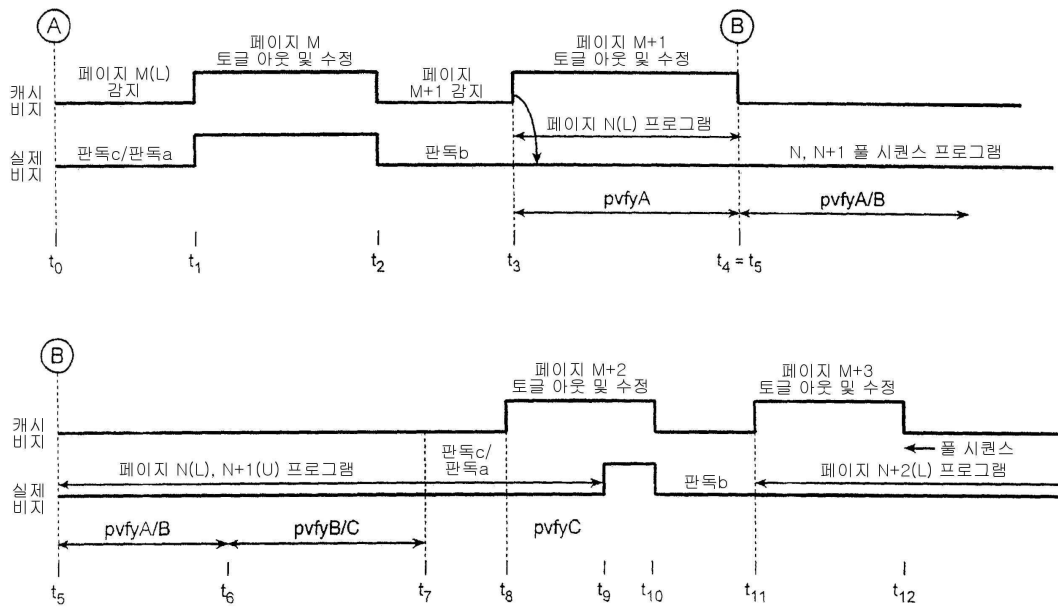 A
B
페이지 M
토글 아웃 및 수정
페이지 M+1
토글 아웃 및 수정
페이지 M(L)
감지
페이지
M+1 감지
캐시
비지
페이지 N(L) 프로그램
실제
비지
판독c/판독a
판독b
N, N+1 풀 시퀀스 프로그램
pvfyA
pvfyA/B
t0
t1
t2
t3
t4 = t5
B
페이지 M+2
토글 아웃 및 수정
페이지 M+3
토글 아웃 및 수정
캐시
비지
판독c/
판독a
풀 시퀀스
페이지 N(L), N+1(U) 프로그램
판독b
페이지 N+2(L) 프로그램
실제
비지
pvfyA/B
pvfyB/C
pvfyC
t5
t6
t7
t8
t9
t10
t11
t12